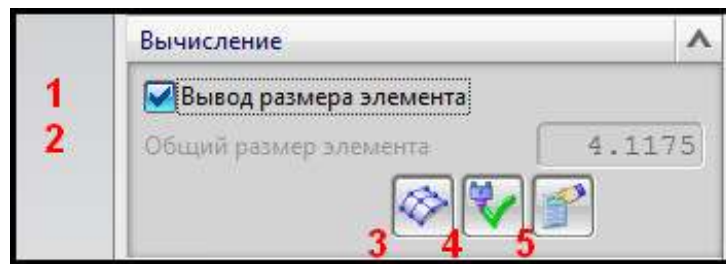 Вычисление
1 Вывод размера элемента
2 Общий размер элемента 4.1175
3 4 5